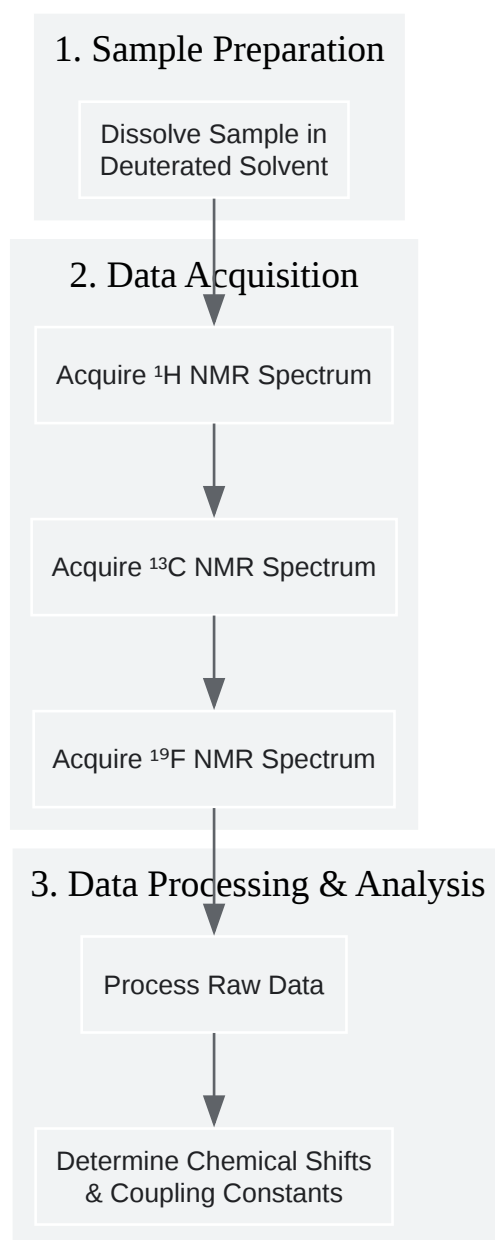 1. Sample Preparation
Dissolve Sample in
Deuterated Solvent
2. Data Acquisition
Acquire ¹H NMR Spectrum
Acquire ¹³C NMR Spectrum
Acquire ¹⁹F NMR Spectrum
3. Data Processing & Analysis
Process Raw Data
Determine Chemical Shifts
& Coupling Constants